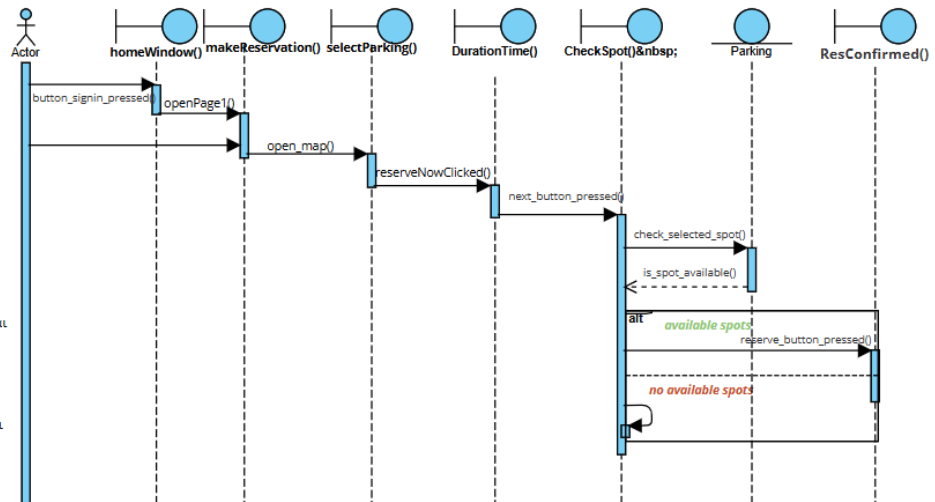 Actor
homeWindow()
makeReservation()
selectParking()
DurationTime()
CheckSpot()&nbsp;
Parking
ResConfirmed()
button_signin_pressed()
openPage1()
open_map()
reserveNowClicked()
next_button_pressed()
check_selected_spot()
is_spot_available()
alt
available spots
reserve_button_pressed()
no available spots